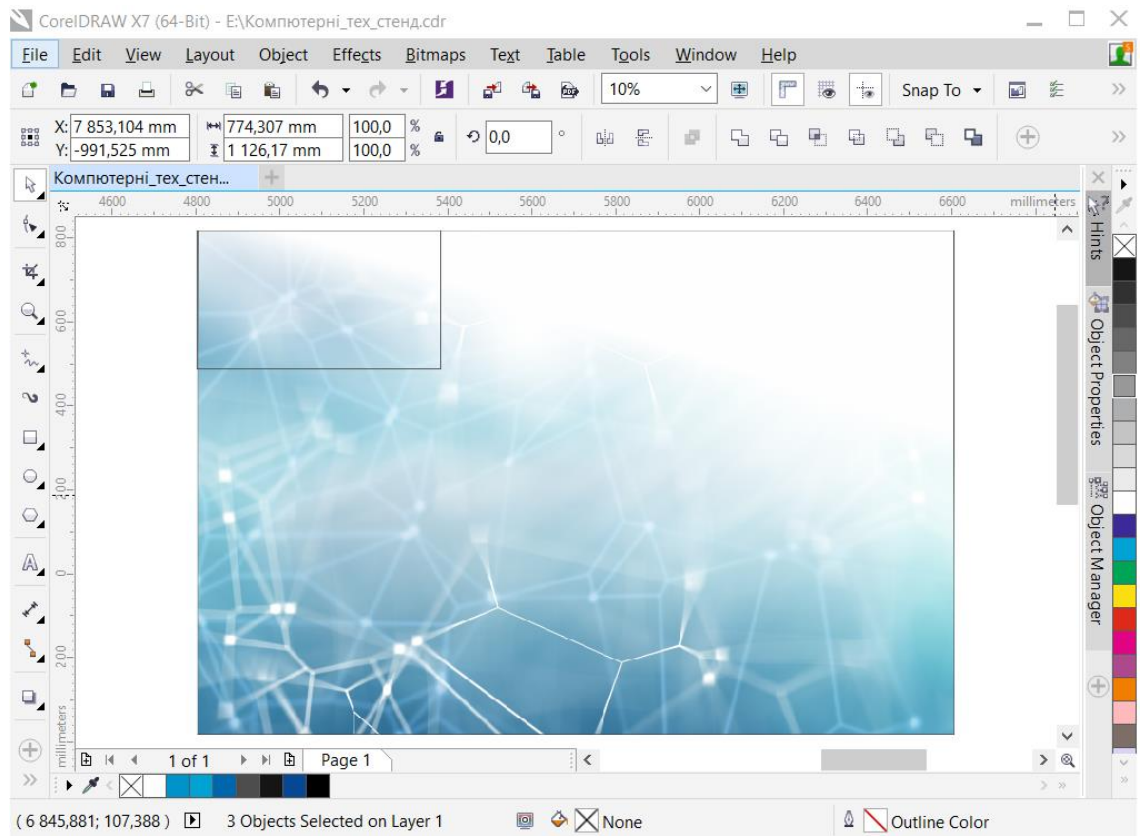 CorelDRAW X7 (64-Bit) - E:\Компютерні_тех_стенд.cdr
File Edit View Layout Object Effects Bitmaps Text Table Tools Window Help
10% Snap To
X: 7 853,104 mm 774,307 mm 100,0 % 0,0 °
Y: -991,525 mm 1 126,17 mm 100,0 %
Компютерні_тех_стен...
4600 4800 5000 5200 5400 5600 5800 6000 6200 6400 6600 millimeters
800
600
400
200
0
200
millimeters
Hints
Object Properties
Object Manager
1 of 1 Page 1
( 6 845,881; 107,388 ) 3 Objects Selected on Layer 1 None Outline Color